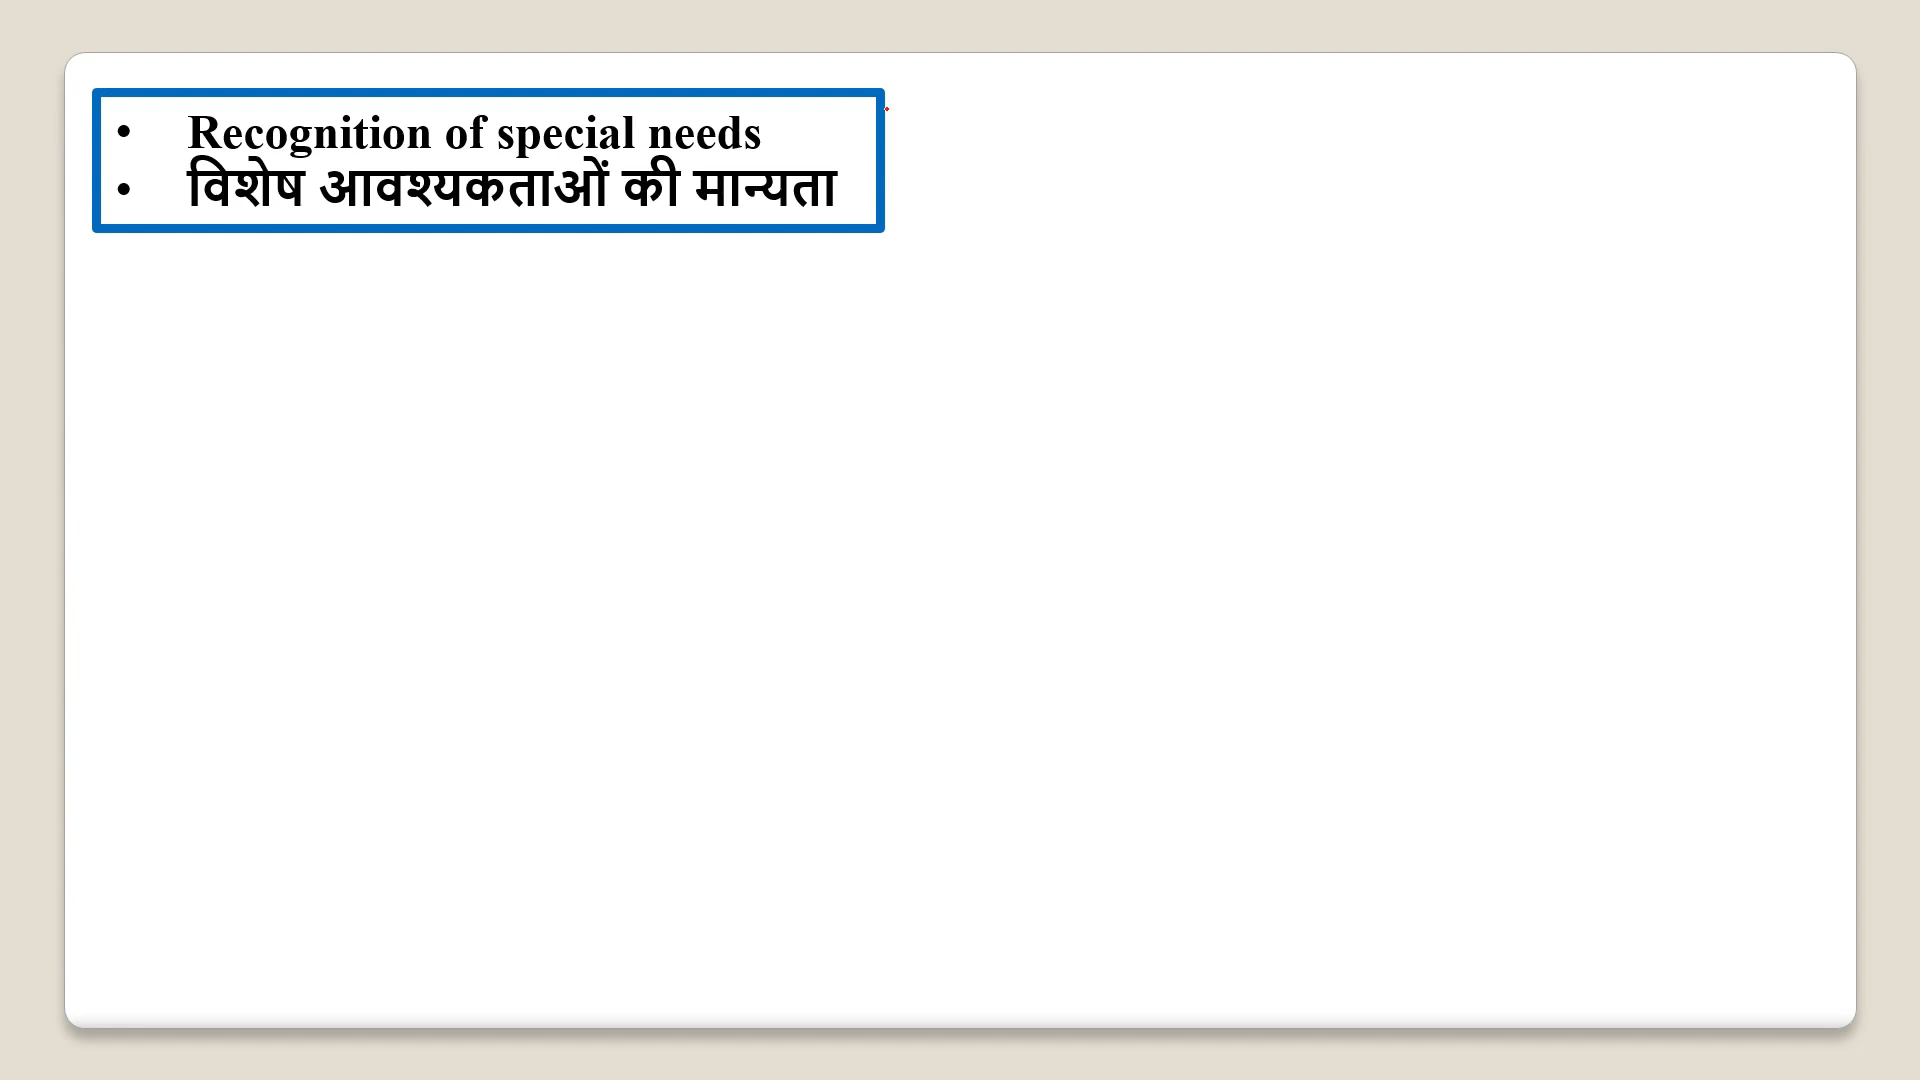 • Recognition of special needs
• विशेष आवश्यकताओं की मान्यता